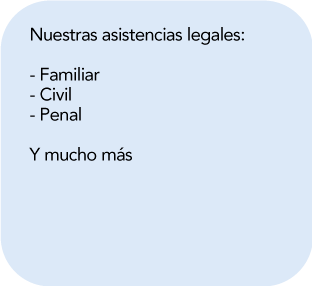 Nuestras asistencias legales:
- Familiar
- Civil
- Penal
Y mucho más